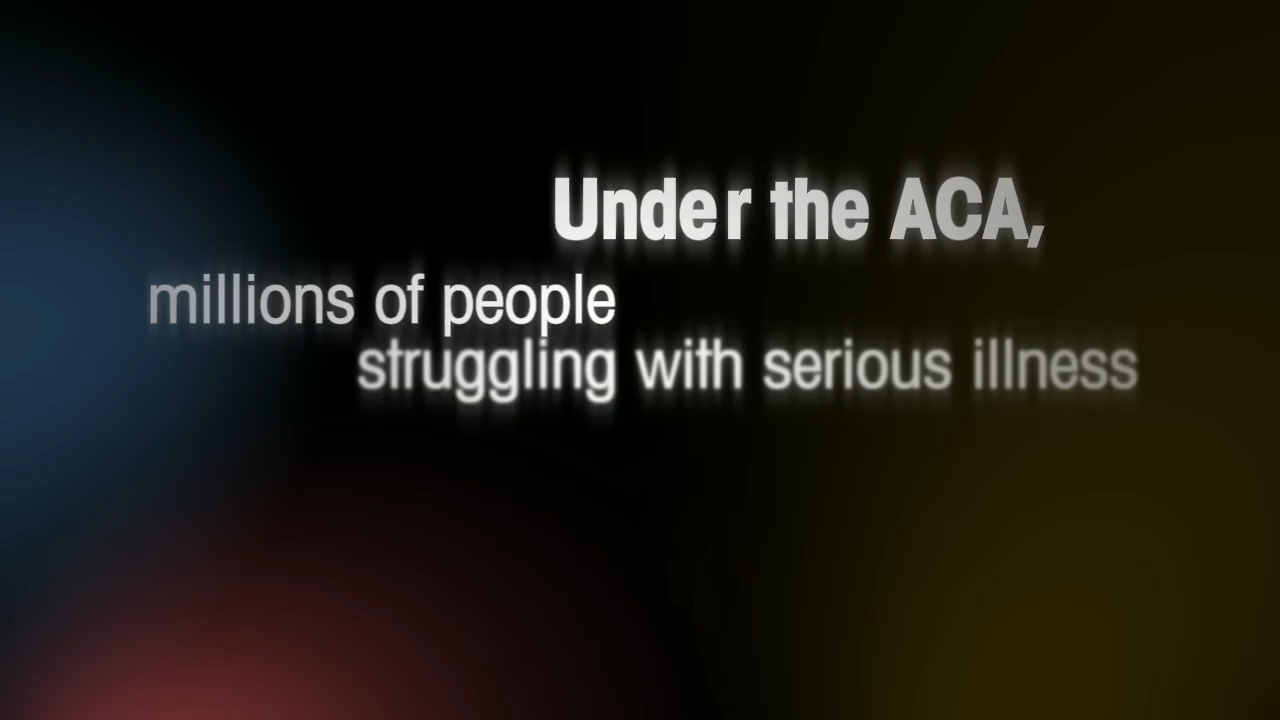 Under the ACA,
millions of people
struggling with serious illness